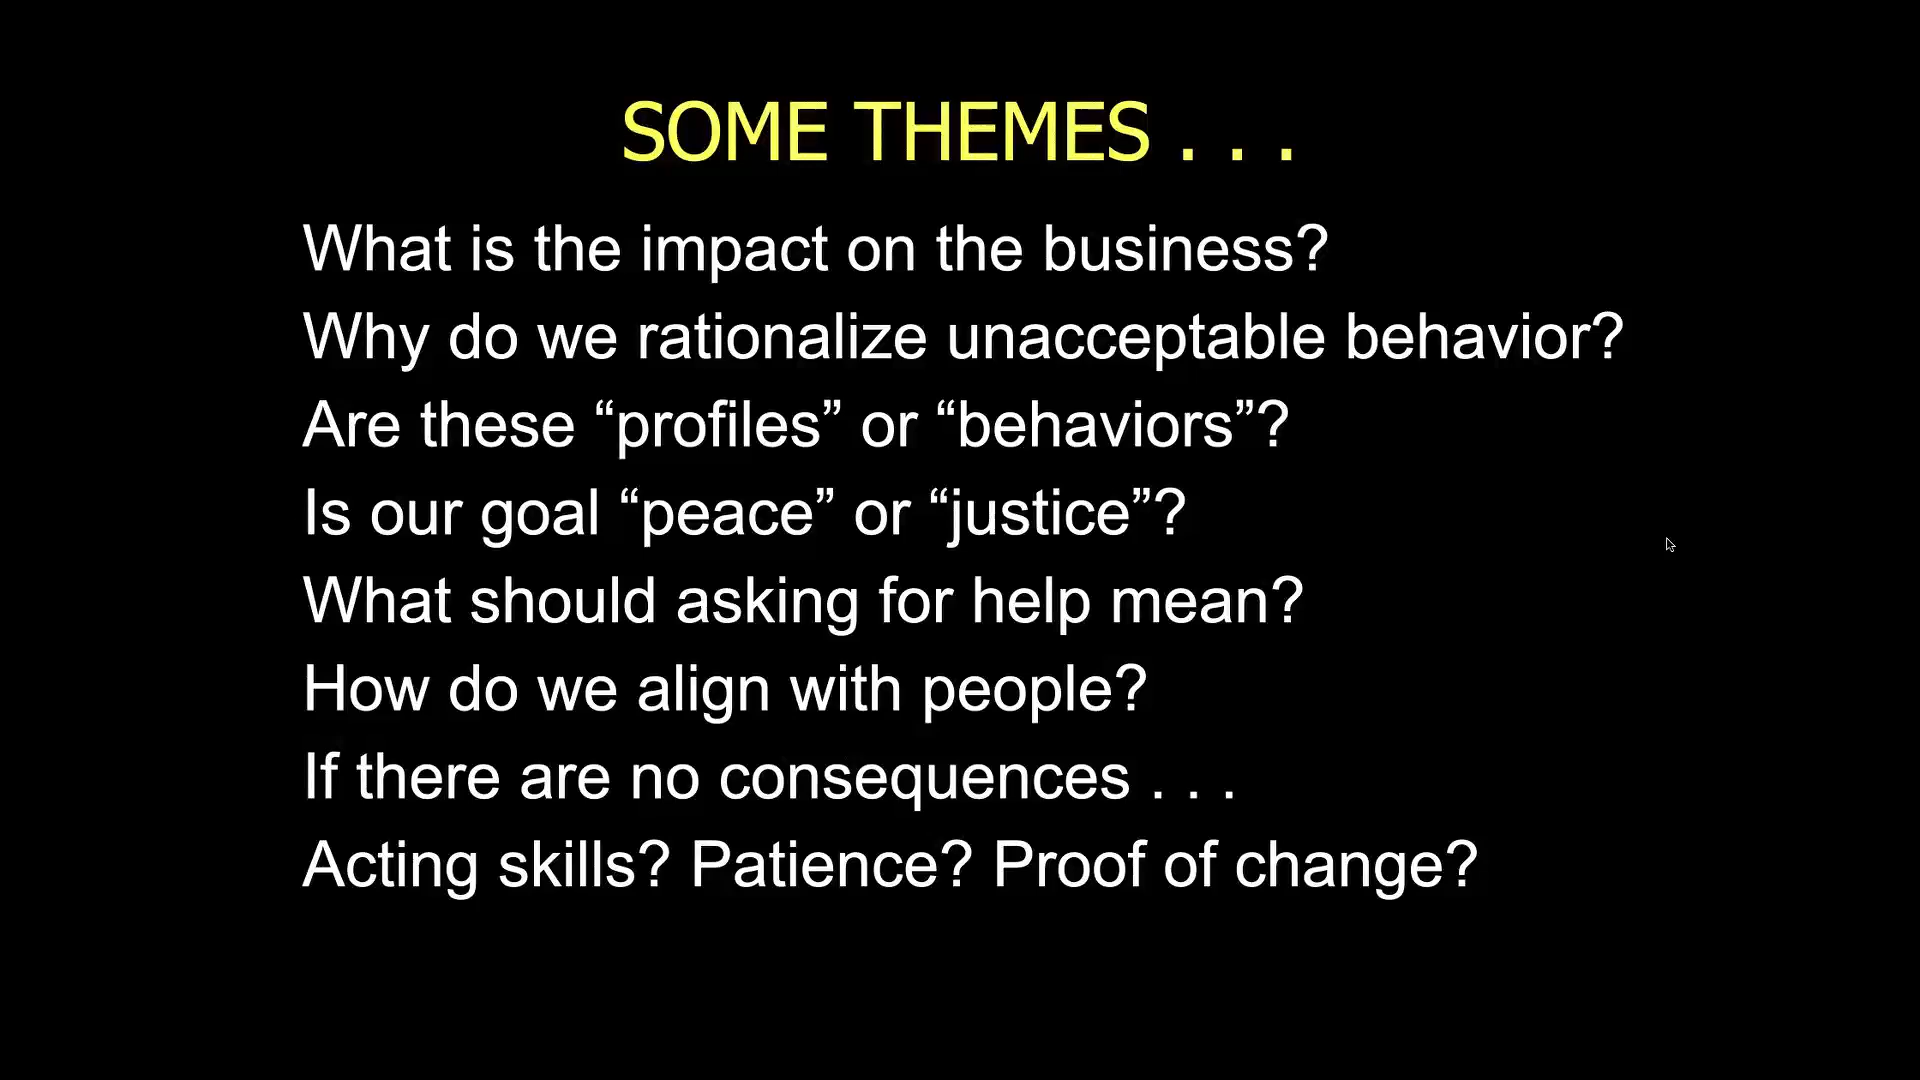 SOME THEMES . . .
What is the impact on the business?
Why do we rationalize unacceptable behavior?
Are these “profiles” or “behaviors”?
Is our goal “peace” or “justice”?
What should asking for help mean?
How do we align with people?
If there are no consequences . . .
Acting skills? Patience? Proof of change?